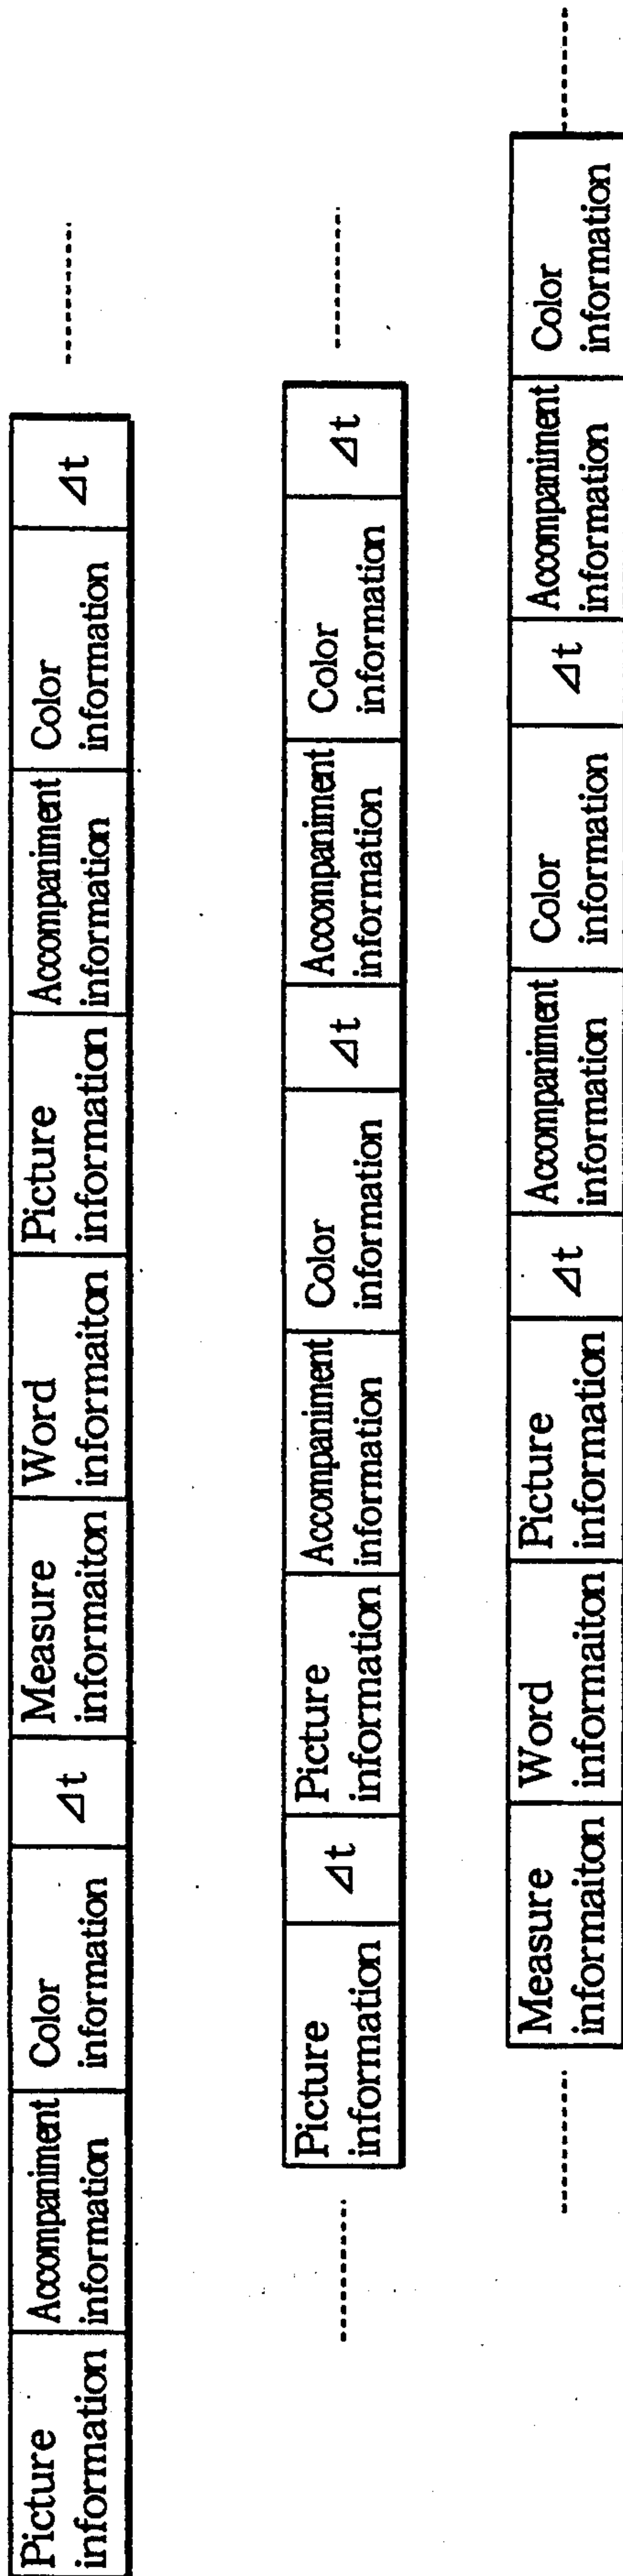 Picture
information
Accompaniment
information
Color
information
Δt
Measure
informaiton
Word
informaiton
Picture
information
Accompaniment
information
Color
information
Δt
Picture
information
Δt
Picture
information
Accompaniment
information
Color
information
Δt
Accompaniment
information
Color
information
Δt
Measure
informaiton
Word
informaiton
Picture
information
Δt
Accompaniment
information
Color
information
Δt
Accompaniment
information
Color
information